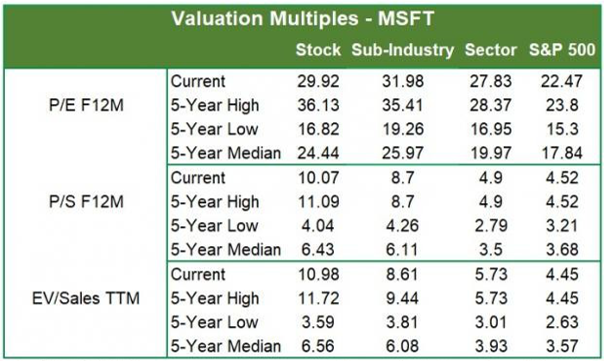 Valuation Multiples - MSFT
Stock Sub-Industry Sector S&P 500
P/E F12M
Current 29.92 31.98 27.83 22.47
5-Year High 36.13 35.41 28.37 23.8
5-Year Low 16.82 19.26 16.95 15.3
5-Year Median 24.44 25.97 19.97 17.84
P/S F12M
Current 10.07 8.7 4.9 4.52
5-Year High 11.09 8.7 4.9 4.52
5-Year Low 4.04 4.26 2.79 3.21
5-Year Median 6.43 6.11 3.5 3.68
EV/Sales TTM
Current 10.98 8.61 5.73 4.45
5-Year High 11.72 9.44 5.73 4.45
5-Year Low 3.59 3.81 3.01 2.63
5-Year Median 6.56 6.08 3.93 3.57